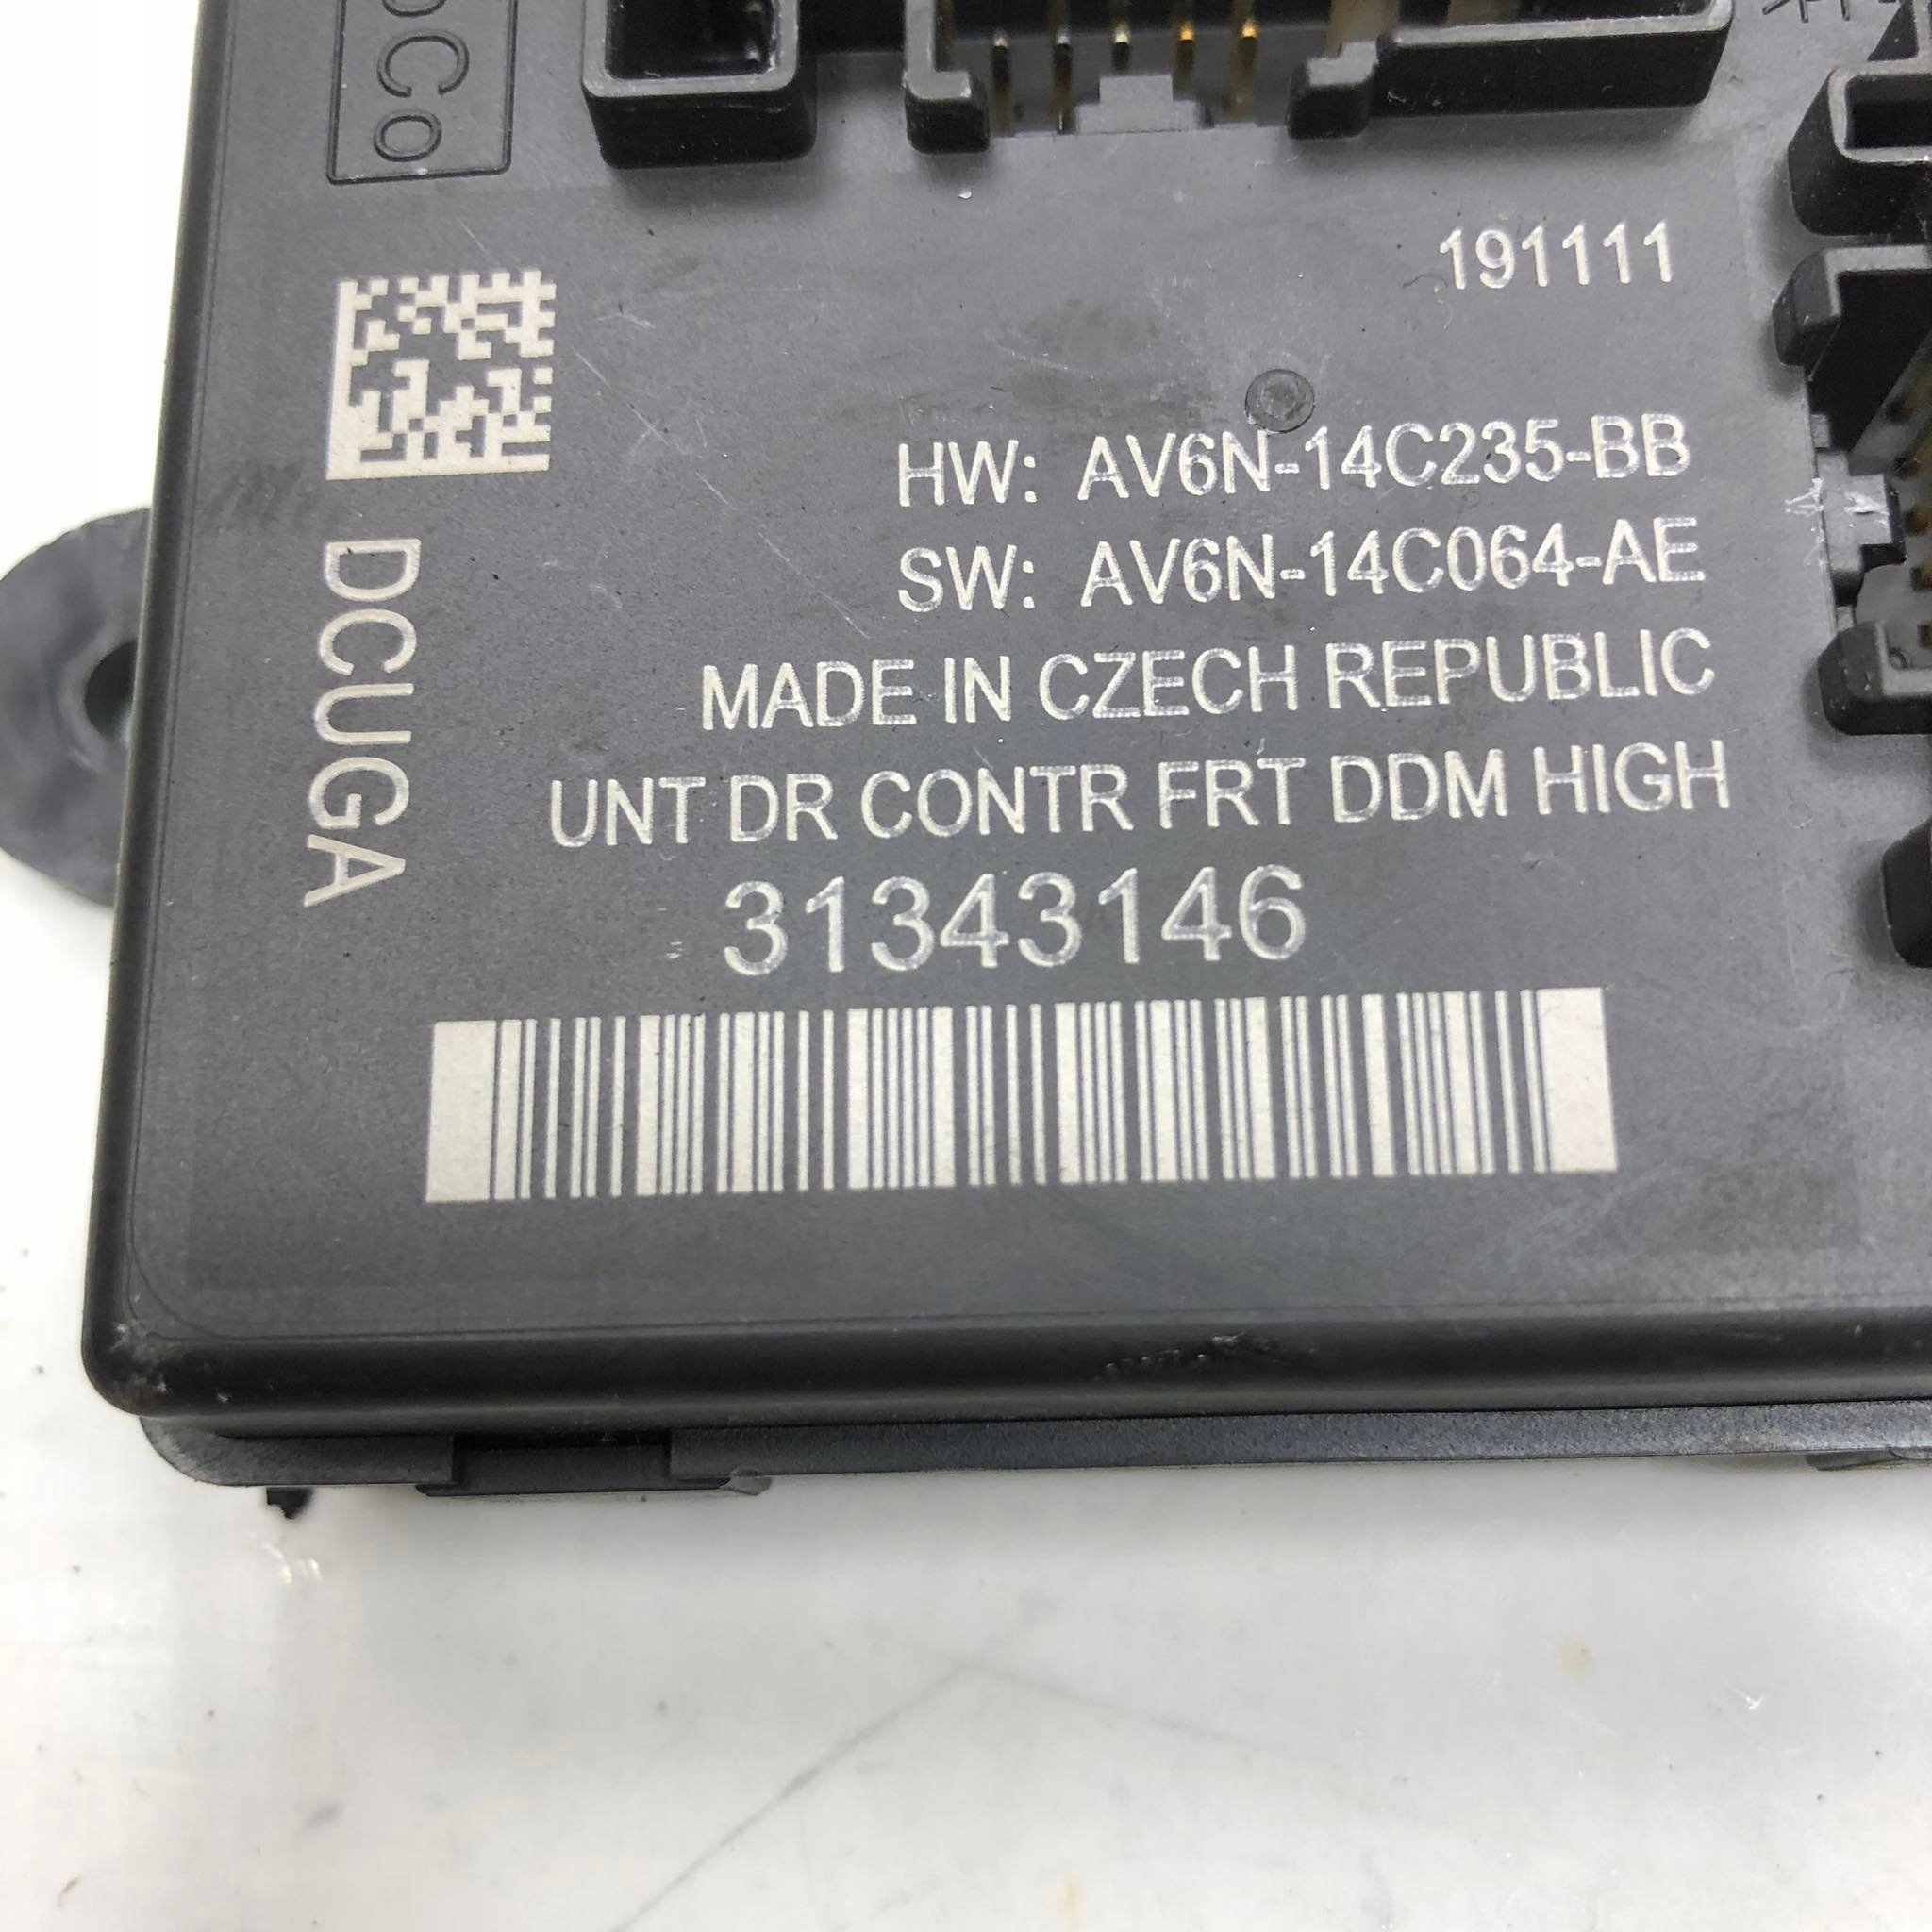 191111
HW: AV6N-14C235-BB
SW: AV6N-14C064-AE
MADE IN CZECH REPUBLIC
UNT DR CONTR FRT DDM HIGH
31343146
DCUGA